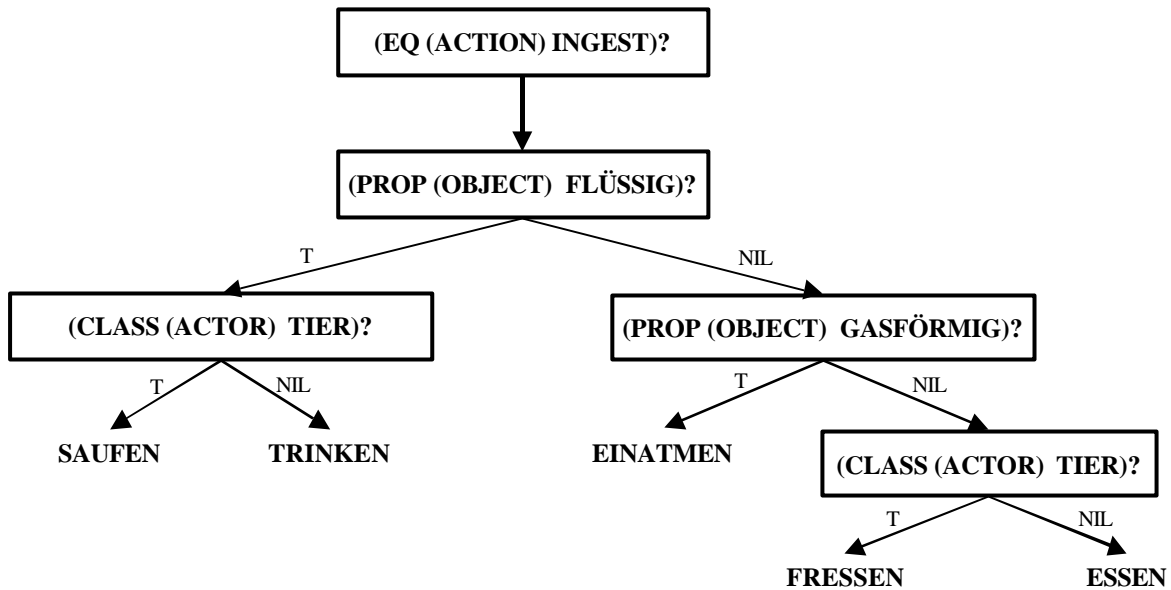 (EQ (ACTION) INGEST)?
(PROP (OBJECT) FLÜSSIG)?
T
NIL
(CLASS (ACTOR) TIER)?
(PROP (OBJECT) GASFÖRMIG)?
T
NIL
T
NIL
SAUFEN
TRINKEN
EINATMEN
(CLASS (ACTOR) TIER)?
T
NIL
FRESSEN
ESSEN